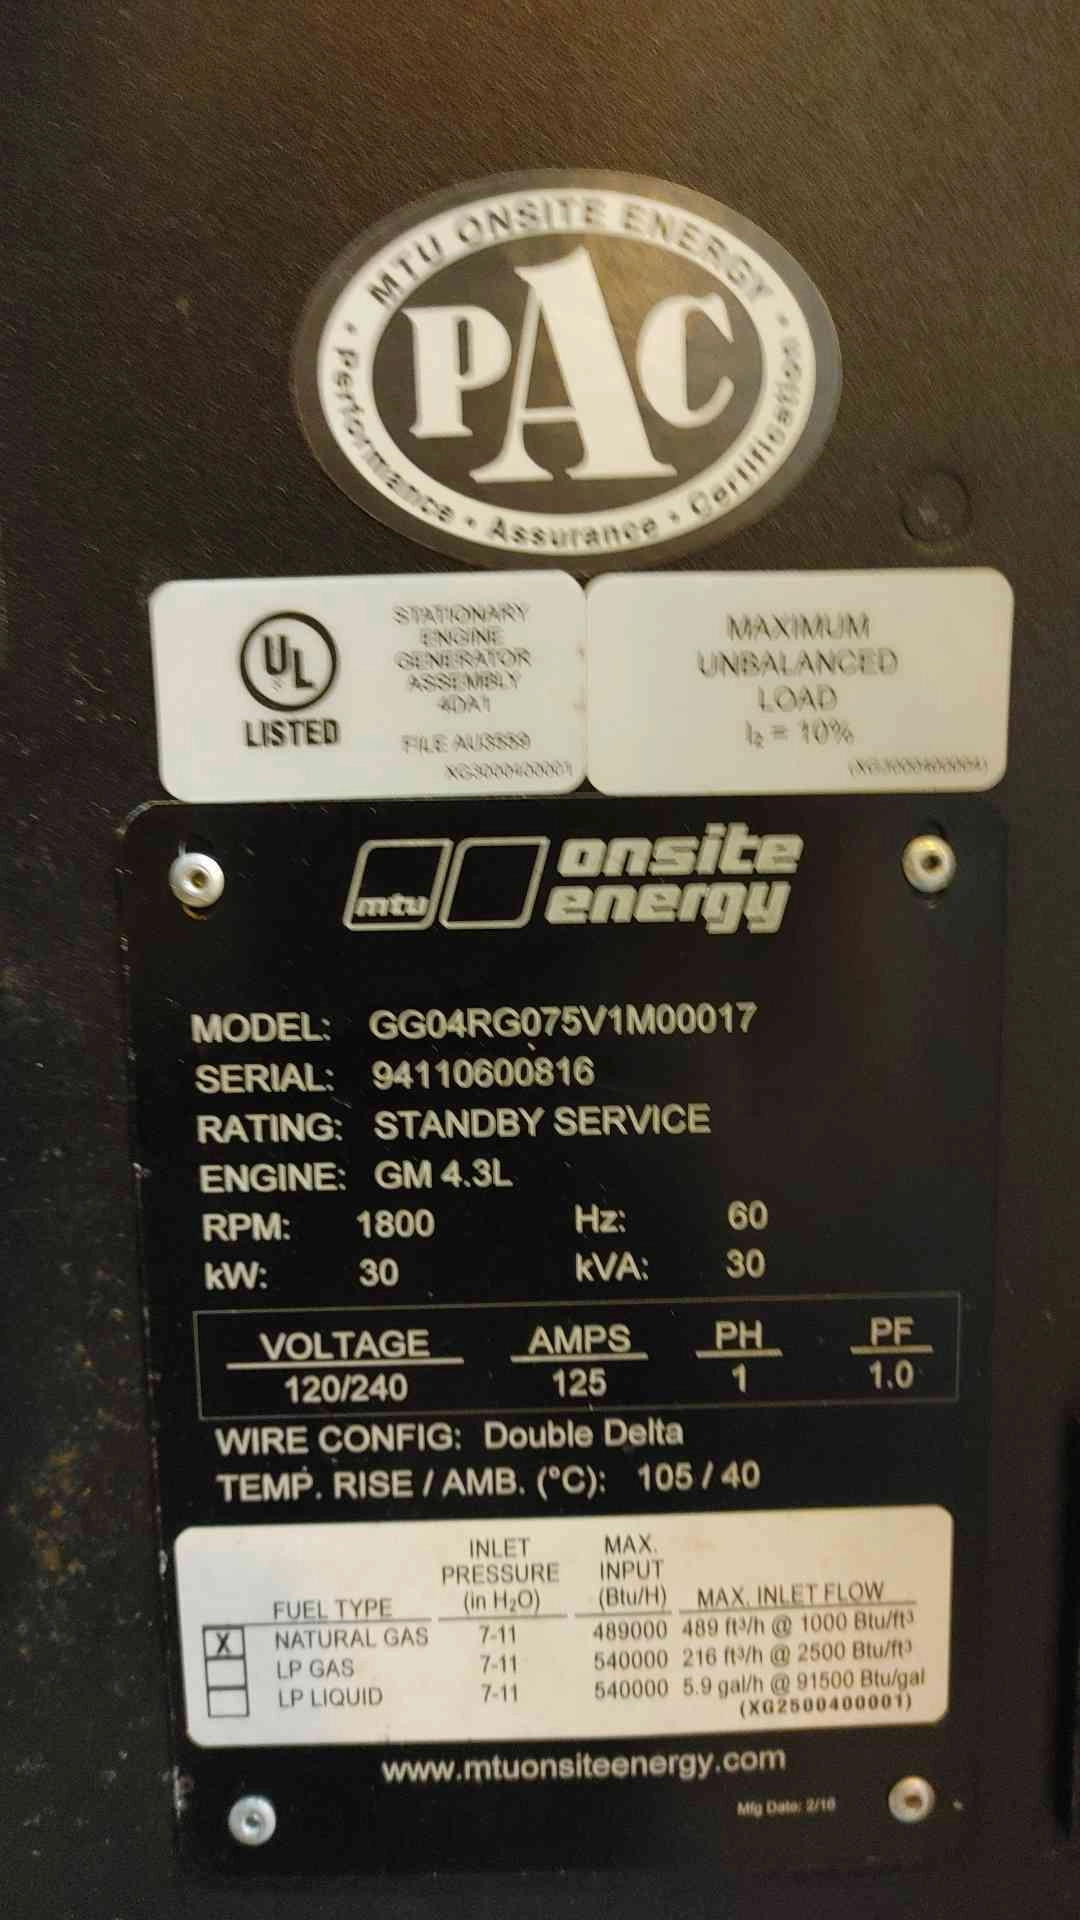 MTU ONSITE ENERGY
PAC
• Performance • Assurance • Certification •
UL
LISTED
STATIONARY
ENGINE
GENERATOR
ASSEMBLY
4DA1
FILE AU3559
XG3000400001
MAXIMUM
UNBALANCED
LOAD
I₂ = 10%
(XG3000400004)
mtu onsite
energy
MODEL: GG04RG075V1M00017
SERIAL: 94110600816
RATING: STANDBY SERVICE
ENGINE: GM 4.3L
RPM: 1800 Hz: 60
kW: 30 kVA: 30
VOLTAGE AMPS PH PF
120/240 125 1 1.0
WIRE CONFIG: Double Delta
TEMP. RISE / AMB. (°C): 105 / 40
FUEL TYPE INLET PRESSURE (in H₂O) MAX. INPUT (Btu/H) MAX. INLET FLOW
X NATURAL GAS 7-11 489000 489 ft³/h @ 1000 Btu/ft³
LP GAS 7-11 540000 216 ft³/h @ 2500 Btu/ft³
LP LIQUID 7-11 540000 5.9 gal/h @ 91500 Btu/gal
(XG2500400001)
www.mtuonsiteenergy.com
Mfg Date: 2/16